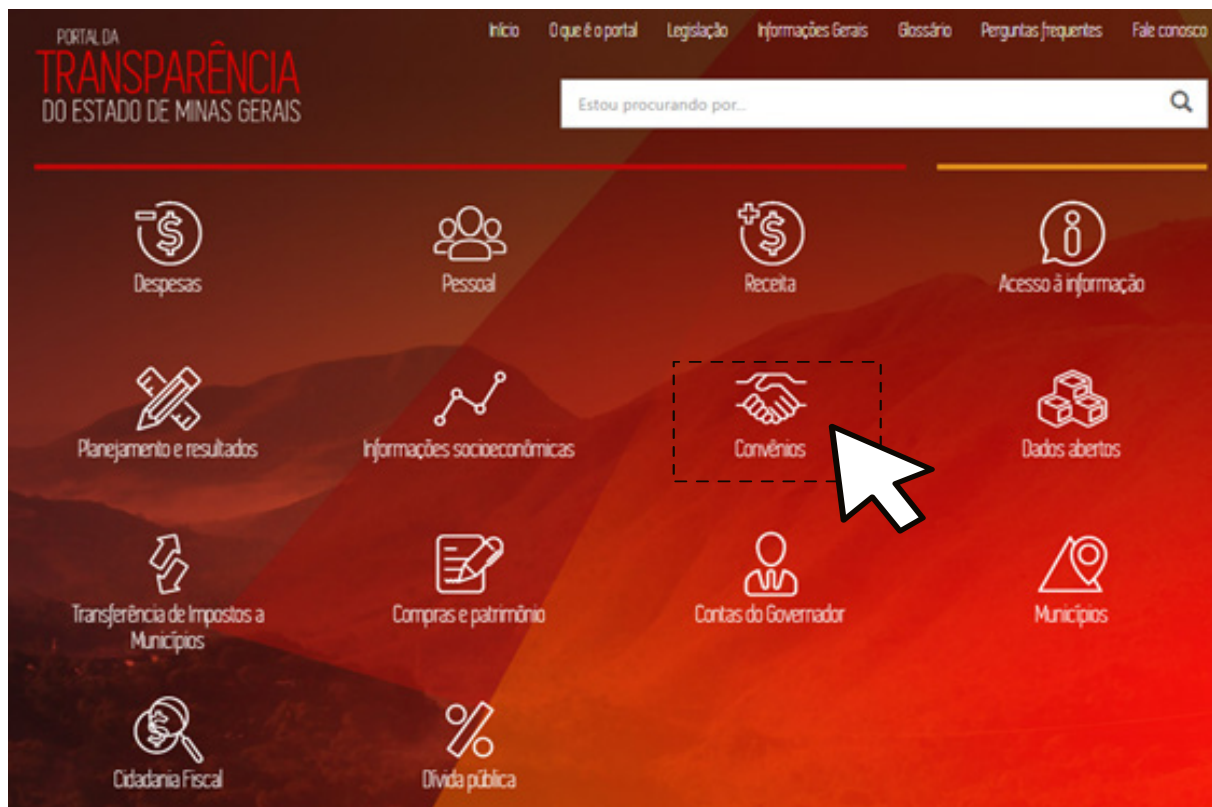 PORTAL DA
TRANSPARÊNCIA
DO ESTADO DE MINAS GERAIS
Início O que é o portal Legislação Informações Gerais Glossário Perguntas frequentes Fale conosco
Estou procurando por...
Despesas Pessoal Receita Acesso à informação
Planejamento e resultados Informações socioeconômicas Convênios Dados abertos
Transferência de Impostos a
Municípios
Compras e patrimônio Contas do Governador Municípios
Cidadania Fiscal Dívida pública